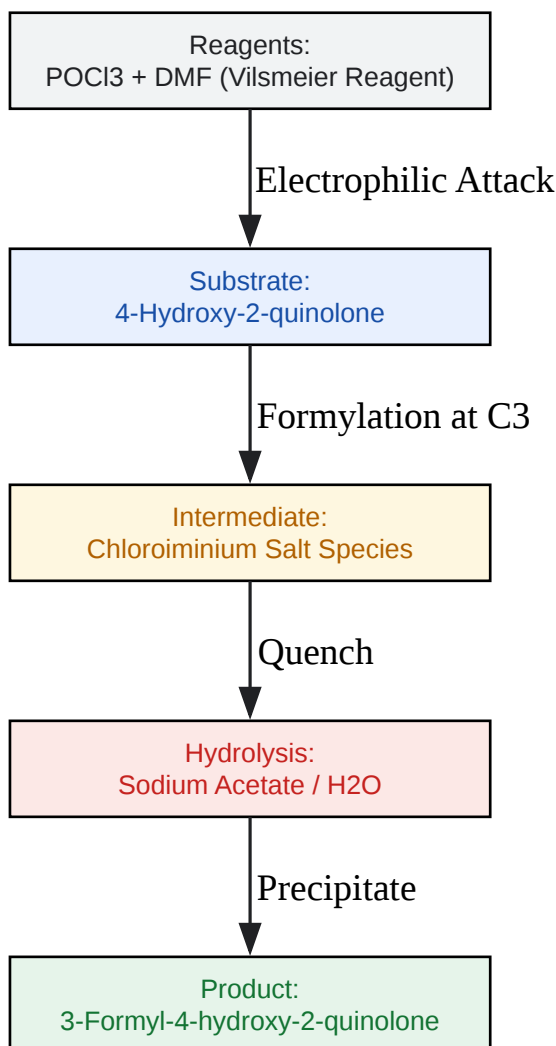 Reagents:
POCl3 + DMF (Vilsmeier Reagent)
Electrophilic Attack
Substrate:
4-Hydroxy-2-quinolone
Formylation at C3
Intermediate:
Chloroiminium Salt Species
Quench
Hydrolysis:
Sodium Acetate / H2O
Precipitate
Product:
3-Formyl-4-hydroxy-2-quinolone